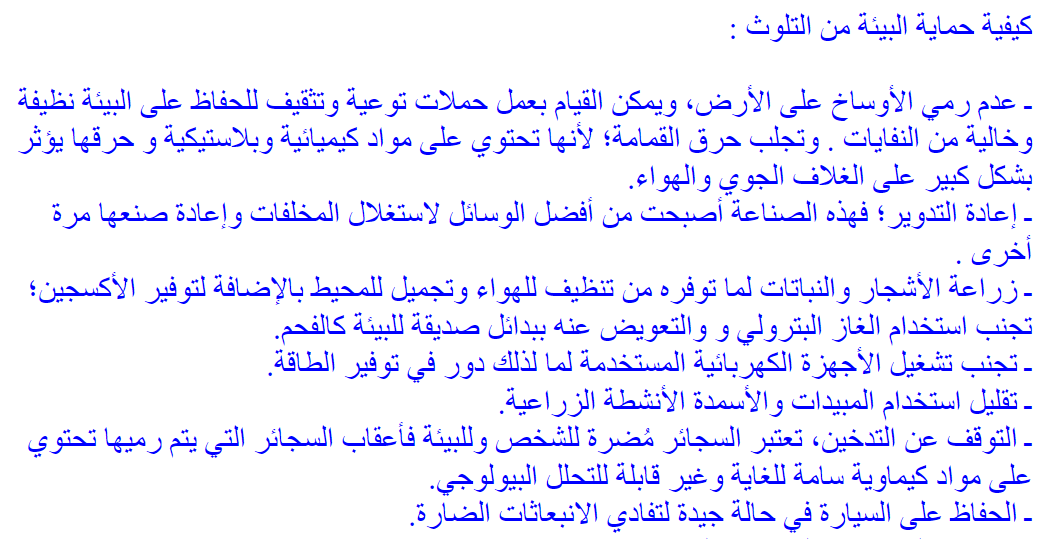 كيفية حماية البيئة من التلوث :
ـ عدم رمي الأوساخ على الأرض، ويمكن القيام بعمل حملات توعية وتثقيف للحفاظ على البيئة نظيفة
وخالية من النفايات . وتجلب حرق القمامة؛ لأنها تحتوي على مواد كيميائية وبلاستيكية و حرقها يؤثر
بشكل كبير على الغلاف الجوي والهواء.
ـ إعادة التدوير؛ فهذه الصناعة أصبحت من أفضل الوسائل لاستغلال المخلفات وإعادة صنعها مرة
أخرى .
ـ زراعة الأشجار والنباتات لما توفره من تنظيف للهواء وتجميل للمحيط بالإضافة لتوفير الأكسجين؛
تجنب استخدام الغاز البترولي و والتعويض عنه ببدائل صديقة للبيئة كالفحم.
ـ تجنب تشغيل الأجهزة الكهربائية المستخدمة لما لذلك دور في توفير الطاقة.
ـ تقليل استخدام المبيدات والأسمدة الأنشطة الزراعية.
ـ التوقف عن التدخين، تعتبر السجائر مُضرة للشخص وللبيئة فأعقاب السجائر التي يتم رميها تحتوي
على مواد كيماوية سامة للغاية وغير قابلة للتحلل البيولوجي.
ـ الحفاظ على السيارة في حالة جيدة لتفادي الانبعاثات الضارة.